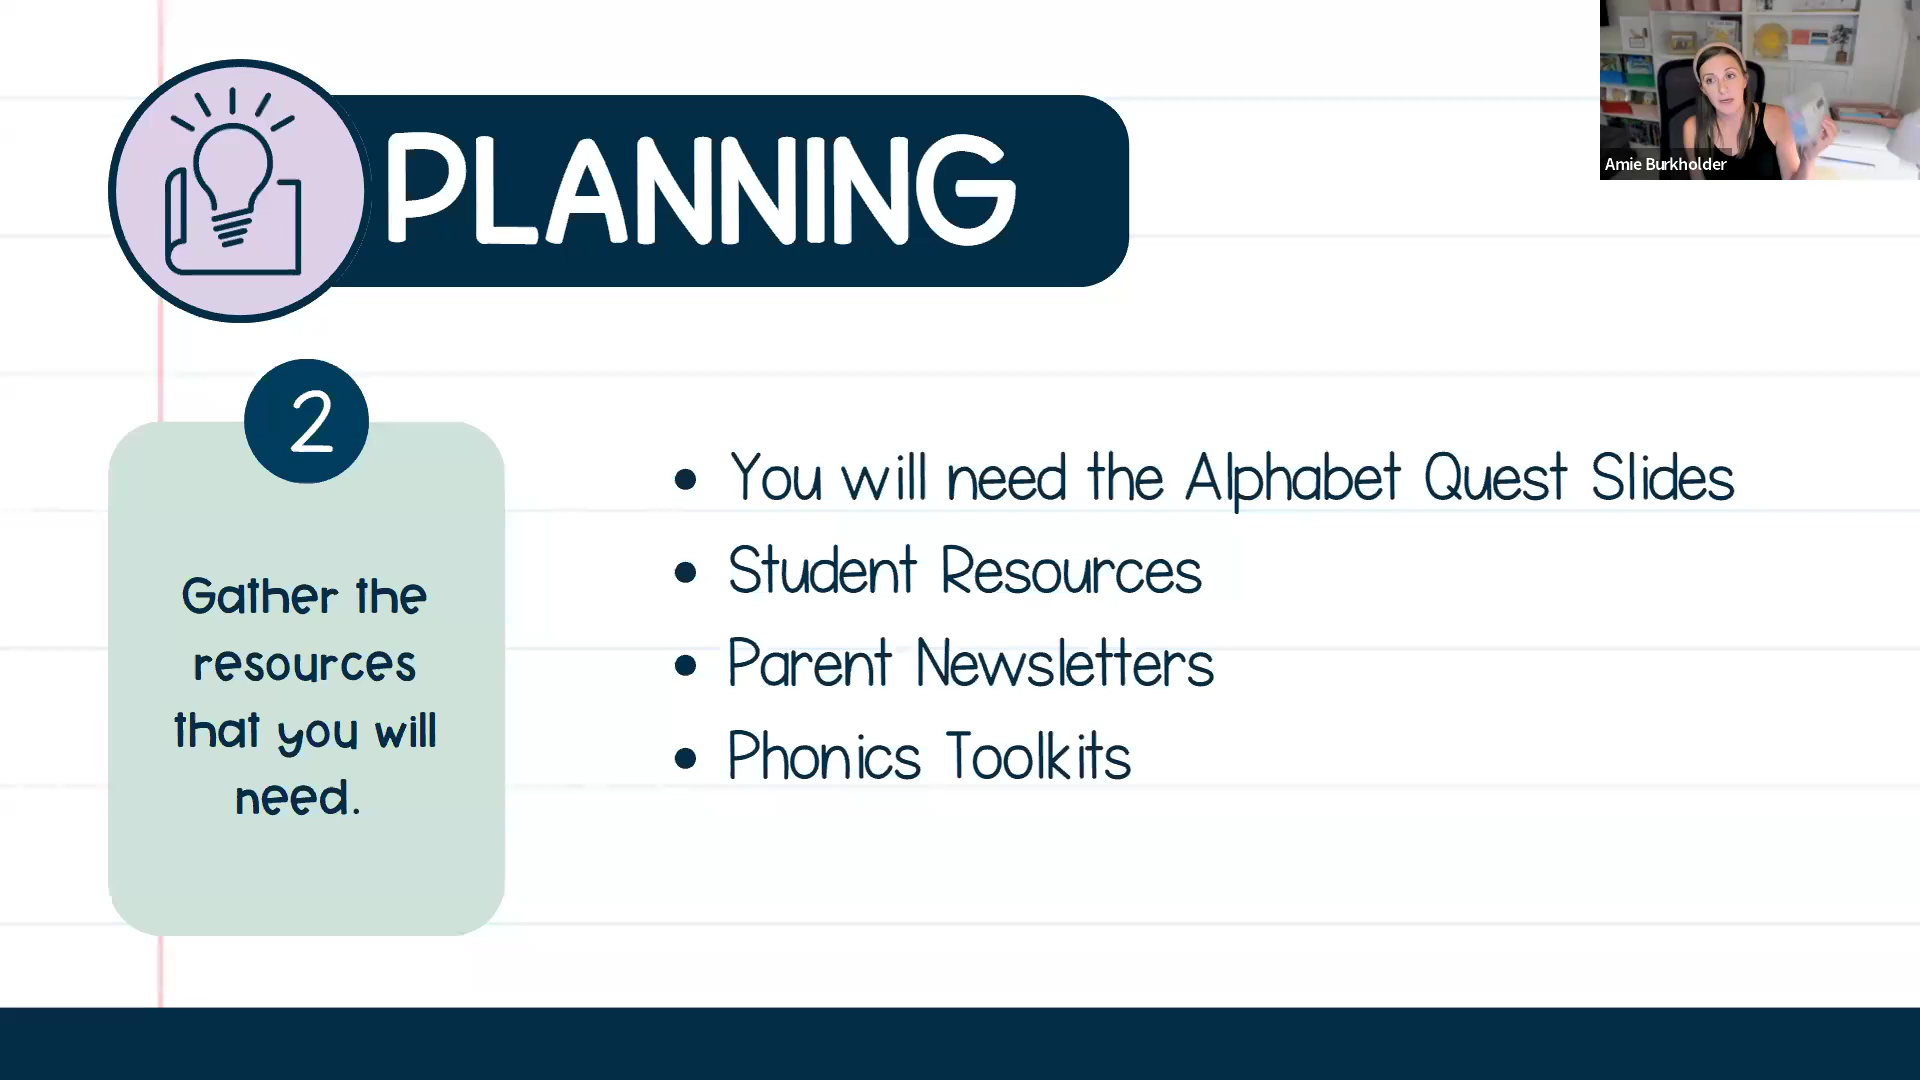 PLANNING
Amie Burkholder
2
Gather the
resources
that you will
need.
• You will need the Alphabet Quest Slides
• Student Resources
• Parent Newsletters
• Phonics Toolkits